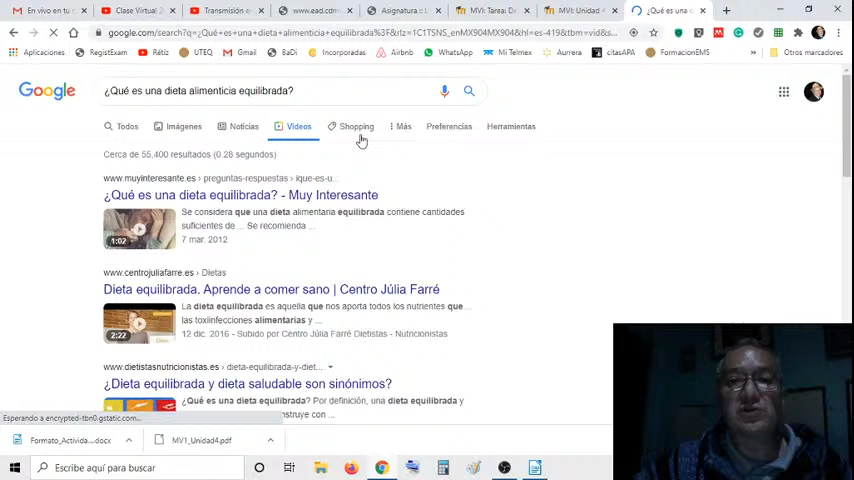 En vivo en tu
Clase Virtual 2
Transmisión e
www.ead.cdm
Asignatura :: L
MVI: Tarea: De
MVI: Unidad 4
¿Qué es una d
google.com/search?q=¿Qué+es+una+dieta+alimenticia+equilibrada%3F&rlz=1C1TSNS_enMX904MX904&hl=es-419&tbm=vid&s...
Aplicaciones RegistExam Rétiz UTEQ Gmail BaDi Incorporadas Airbnb WhatsApp Mi Telmex Aurrera citasAPA FormacionEMS Otros marcadores
Google
¿Qué es una dieta alimenticia equilibrada?
Todos Imágenes Noticias Videos Shopping Más Preferencias Herramientas
Cerca de 55,400 resultados (0.28 segundos)
www.muyinteresante.es › preguntas-respuestas › ique-es-u...
¿Qué es una dieta equilibrada? - Muy Interesante
Se considera que una dieta alimentaria equilibrada contiene cantidades
suficientes de ... Se recomienda ...
1:02
7 mar. 2012
www.centrojuliafarre.es › Dietas
Dieta equilibrada. Aprende a comer sano | Centro Júlia Farré
La dieta equilibrada es aquella que nos aporta todos los nutrientes que ...
las toxiinfecciones alimentarias y ...
2:22
12 dic. 2016 - Subido por Centro Júlia Farré Dietistas - Nutricionistas
www.dietistasnutricionistas.es › dieta-equilibrada-y-diet...
¿Dieta equilibrada y dieta saludable son sinónimos?
¿Qué es una dieta equilibrada? Por definición, una dieta equilibrada y
construye con ...
Esperando a encrypted-tbn0.gstatic.com...
Formato_Activida....docx
MV1_Unidad4.pdf
Escribe aquí para buscar